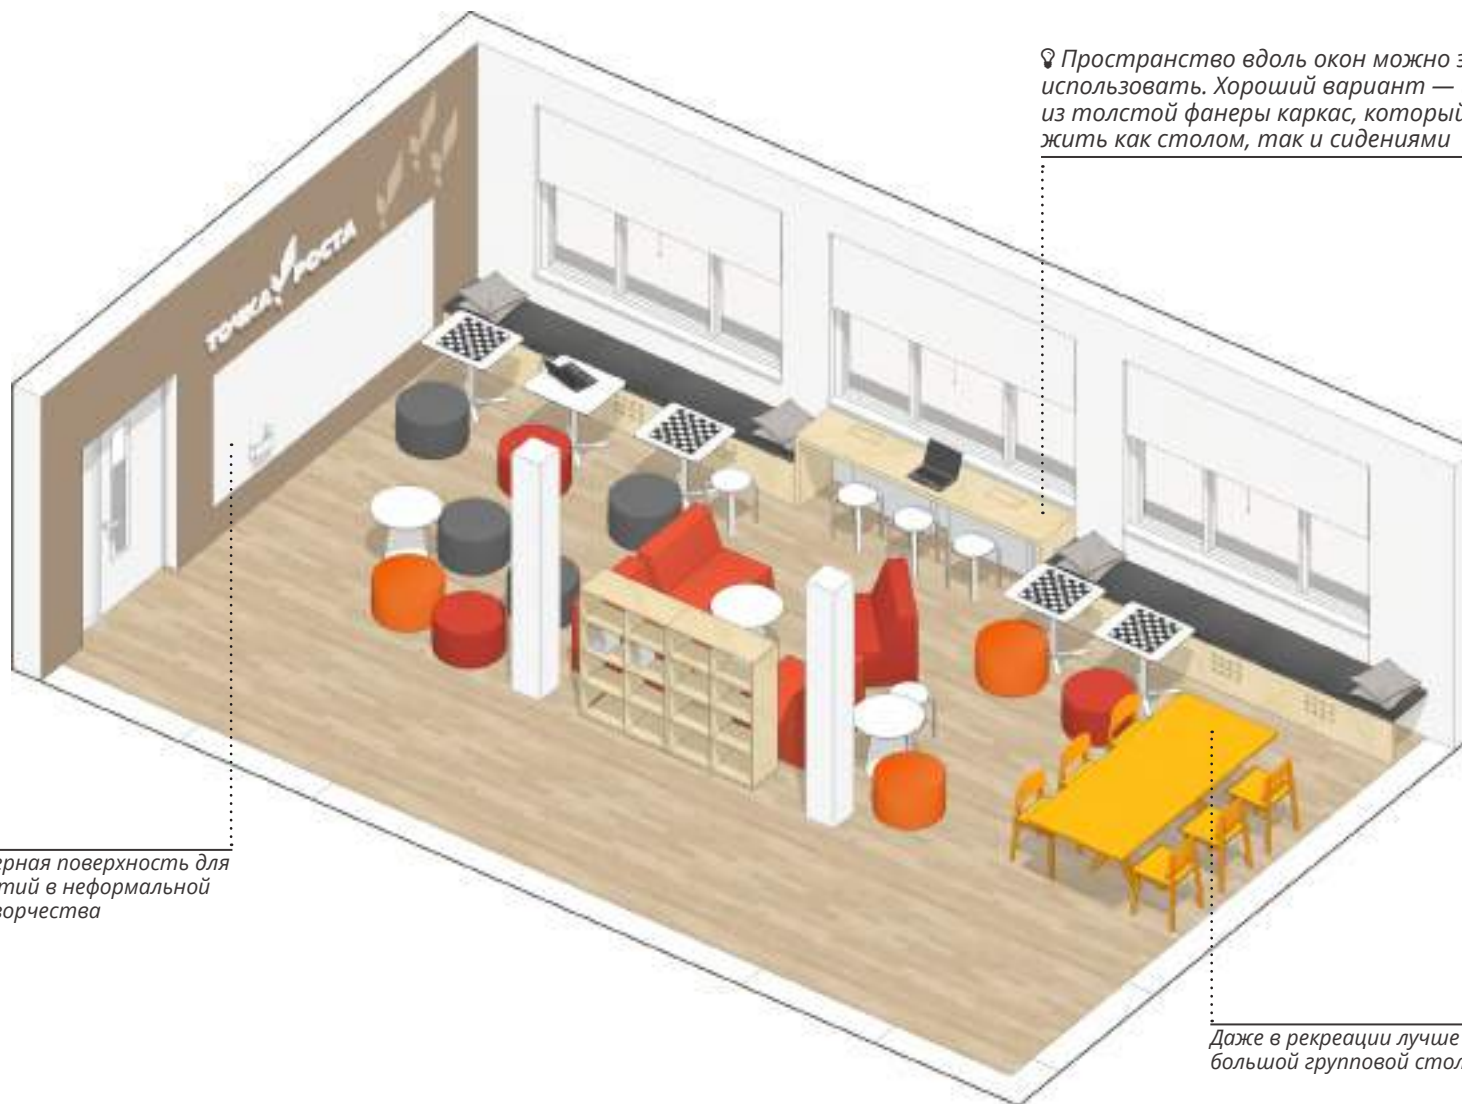 Пространство вдоль окон можно з
использовать. Хороший вариант —
из толстой фанеры каркас, который
жить как столом, так и сидениями
ТОЧКА РОСТА
ерная поверхность для
тий в неформальной
ворчества
Даже в рекреации лучше
большой групповой стол